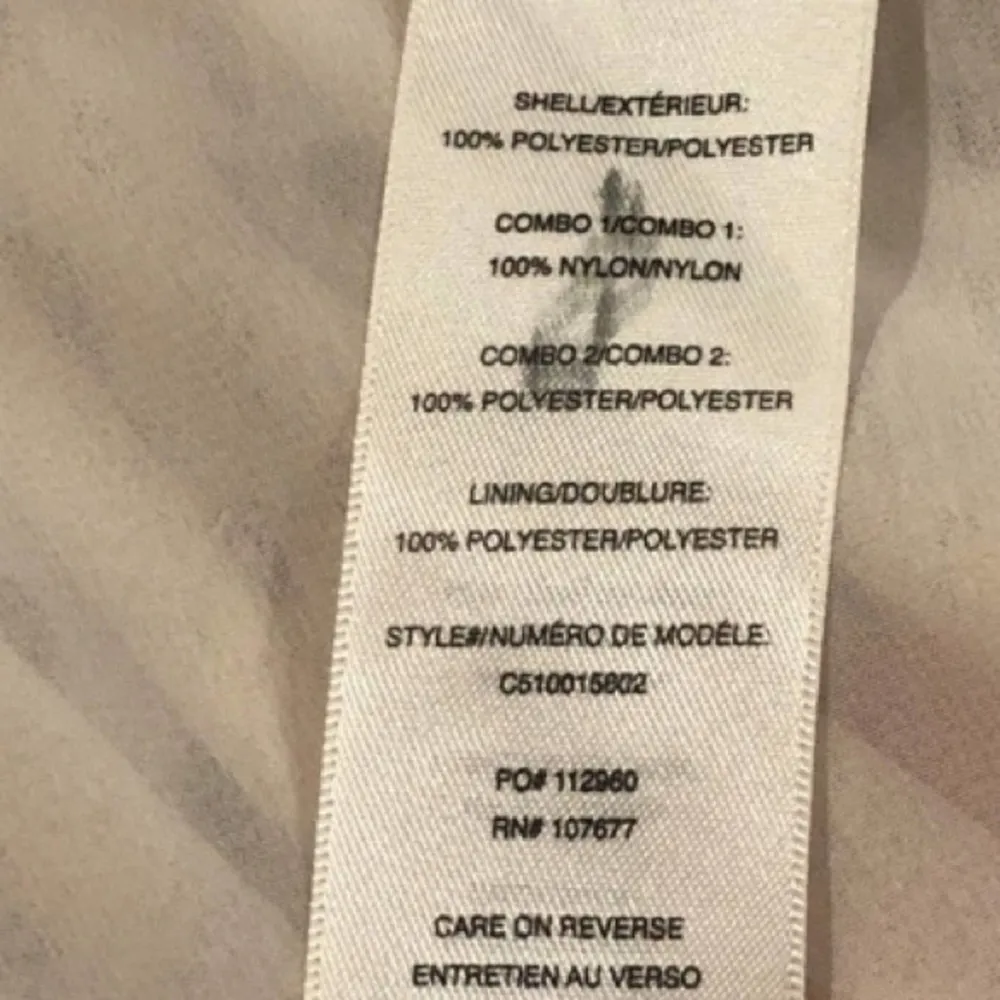 SHELL/EXTÉRIEUR:
100% POLYESTER/POLYESTER
COMBO 1/COMBO 1:
100% NYLON/NYLON
COMBO 2/COMBO 2:
100% POLYESTER/POLYESTER
LINING/DOUBLURE:
100% POLYESTER/POLYESTER
STYLE#/NUMÉRO DE MODÉLE:
C510015602
PO# 112960
RN# 107677
CARE ON REVERSE
ENTRETIEN AU VERSO